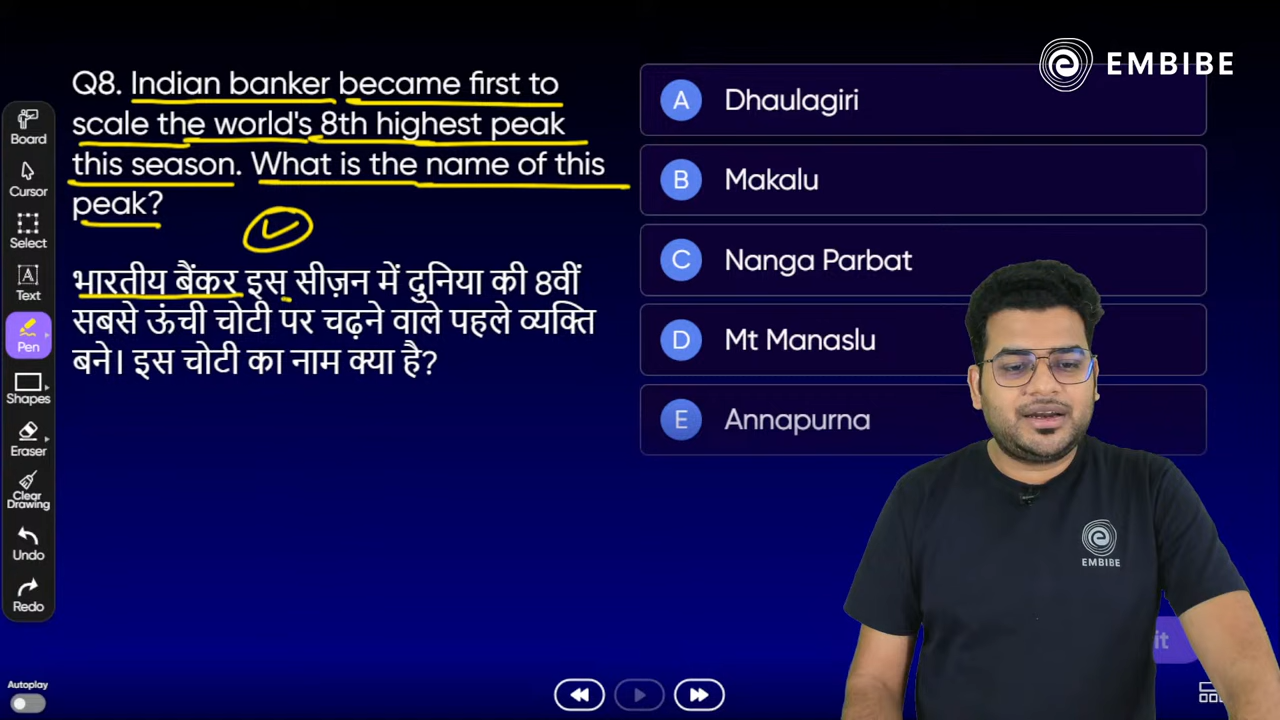 EMBIBE
Q8. Indian banker became first to
scale the world's 8th highest peak
this season. What is the name of this
peak?
भारतीय बैंकर इस सीज़न में दुनिया की 8वीं
सबसे ऊंची चोटी पर चढ़ने वाले पहले व्यक्ति
बने। इस चोटी का नाम क्या है?
A Dhaulagiri
B Makalu
C Nanga Parbat
D Mt Manaslu
E Annapurna
Board
Cursor
Select
A
Text
Pen
Shapes
Eraser
Clear
Drawing
Undo
Redo
EMBIBE
it
Autoplay